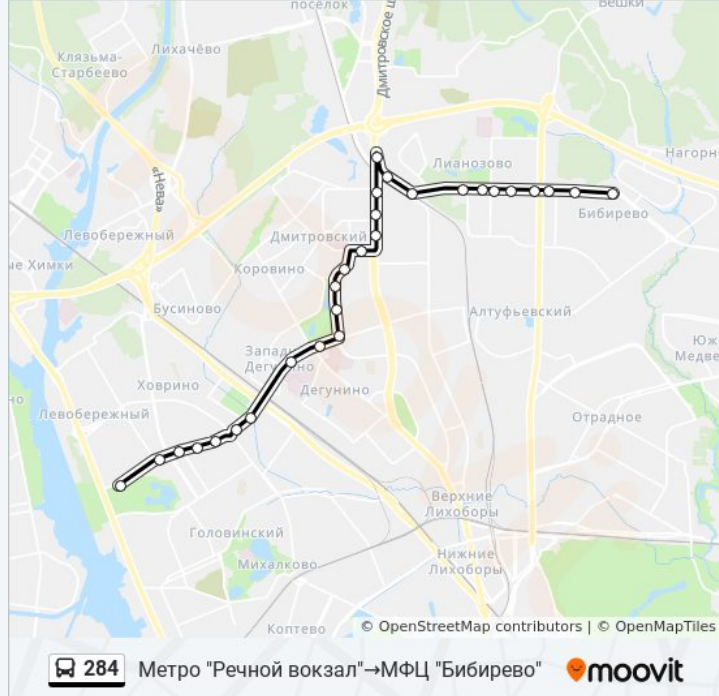 посёлок
Вешки
Клязьма-
Старбеево
Лихачёво
Дмитровское ш
Лианозово
Нагорн
«Нева»
Бибирево
Левобережный
Дмитровский
ые Химки
Коровино
Бусиново
Алтуфьевский
Запад
Дегунино
Юж
Медве
Ховрино
Дегунино
но
Левобережный
Отрадное
Верхние
Лихоборы
Головинский
Михалково
Нижние
Лихоборы
Коптево
© OpenStreetMap contributors | © OpenMapTiles
284 Метро "Речной вокзал"→МФЦ "Бибирево" moovit